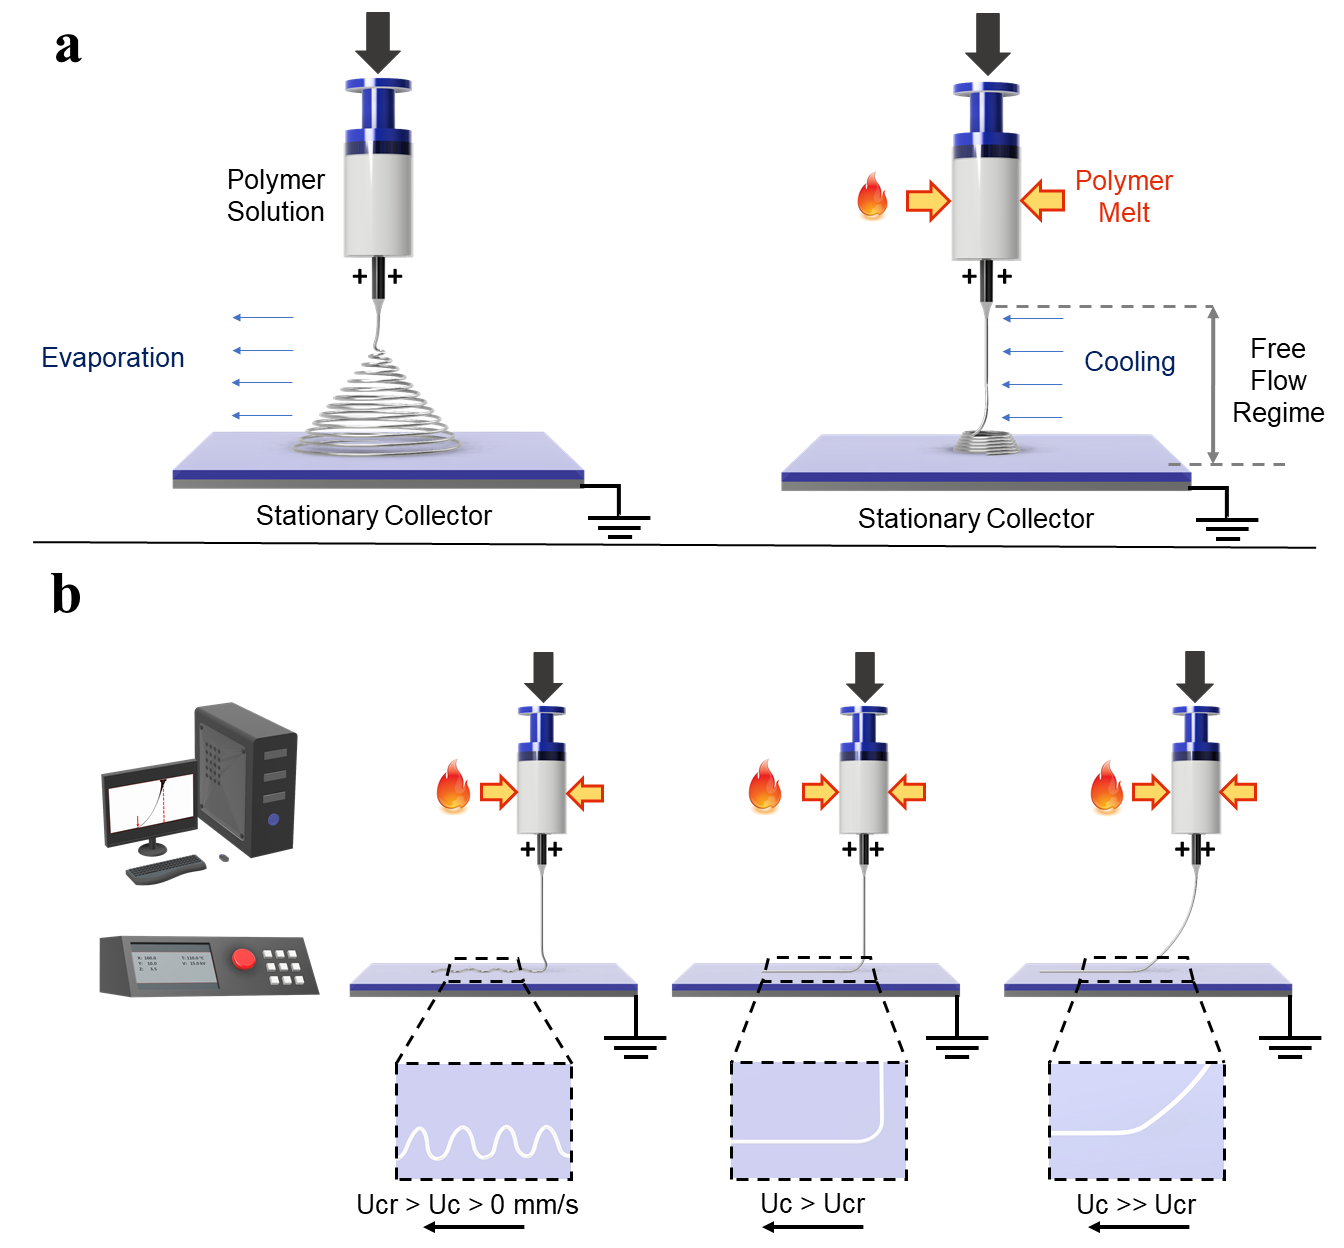 a
Polymer
Solution
+ +
Evaporation
Stationary Collector
Polymer
Melt
+ +
Cooling
Free
Flow
Regime
Stationary Collector
b
+ +
+ +
+ +
Ucr > Uc > 0 mm/s
Uc > Ucr
Uc >> Ucr